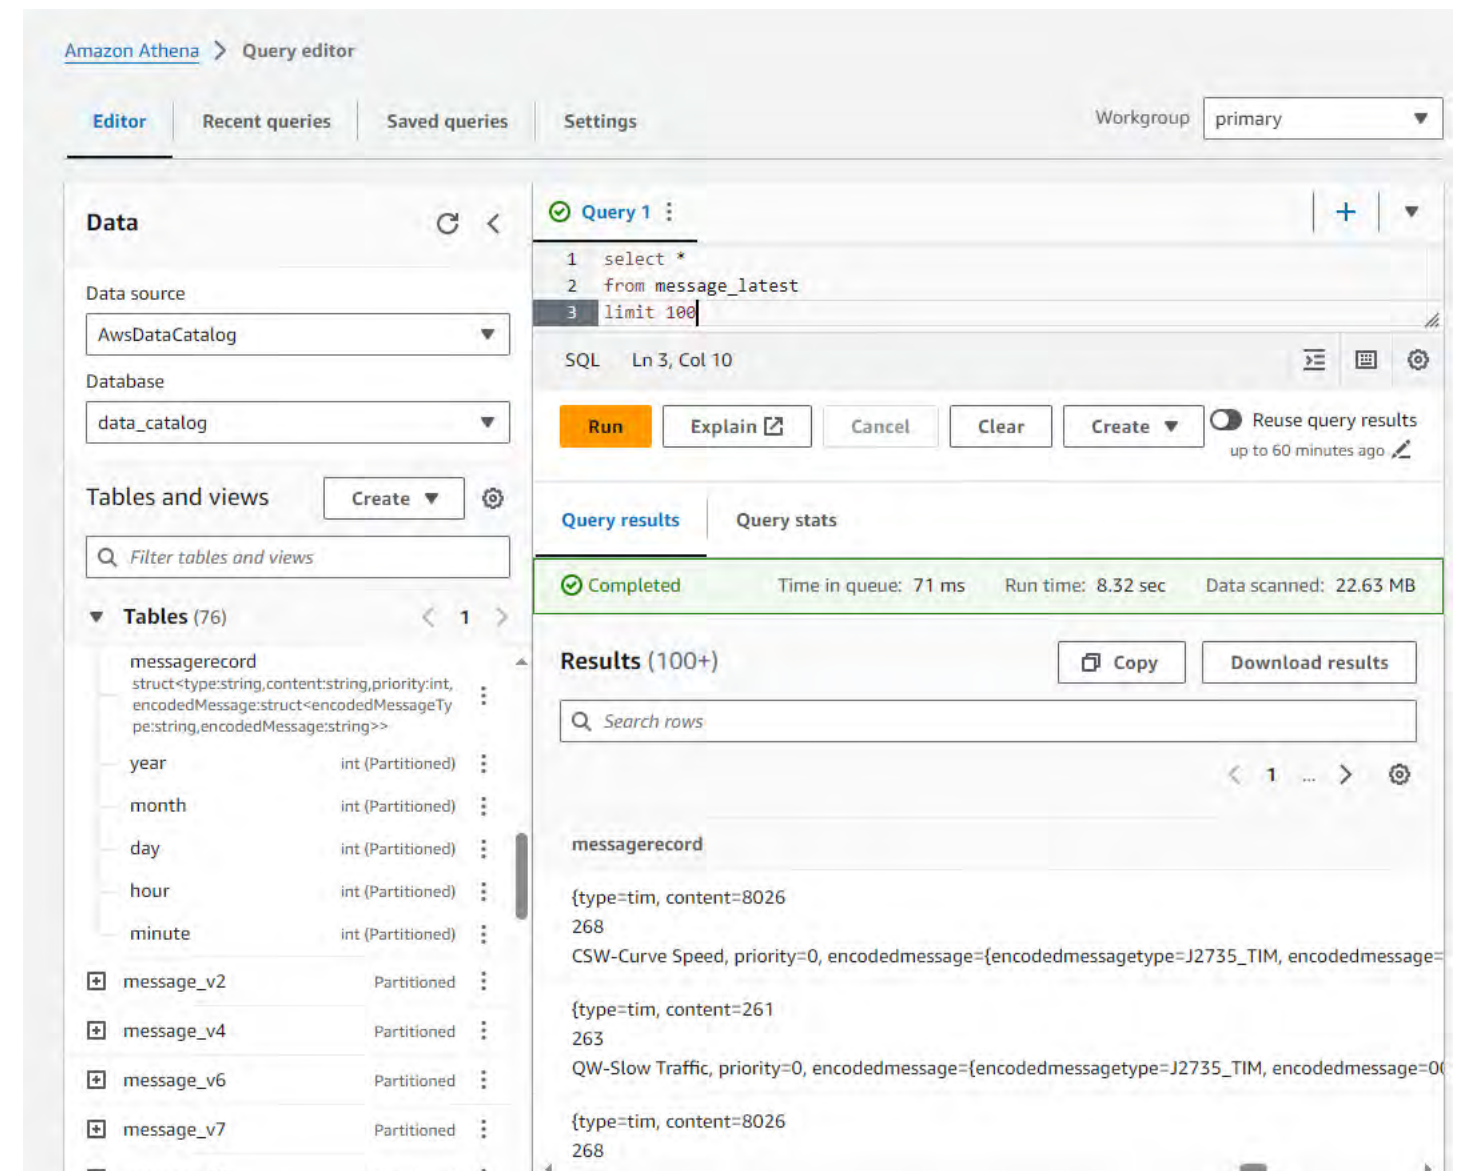 Amazon Athena > Query editor
Editor Recent queries Saved queries Settings
Workgroup primary
Data
Data source
AwsDataCatalog
Database
data_catalog
Tables and views Create
Filter tables and views
Tables (76) < 1 >
messagerecord
struct<type:string,content:string,priority:int,
encodedMessage:struct<encodedMessageTy
pe:string,encodedMessage:string>>
year int (Partitioned)
month int (Partitioned)
day int (Partitioned)
hour int (Partitioned)
minute int (Partitioned)
message_v2 Partitioned
message_v4 Partitioned
message_v6 Partitioned
message_v7 Partitioned
Query 1
1 select *
2 from message_latest
3 limit 100
SQL Ln 3, Col 10
Run Explain Cancel Clear Create
Reuse query results
up to 60 minutes ago
Query results Query stats
Completed Time in queue: 71 ms Run time: 8.32 sec Data scanned: 22.63 MB
Results (100+) Copy Download results
Search rows
< 1 ... >
messagerecord
{type=tim, content=8026
268
CSW-Curve Speed, priority=0, encodedmessage={encodedmessagetype=J2735_TIM, encodedmessage=
{type=tim, content=261
263
QW-Slow Traffic, priority=0, encodedmessage={encodedmessagetype=J2735_TIM, encodedmessage=00
{type=tim, content=8026
268